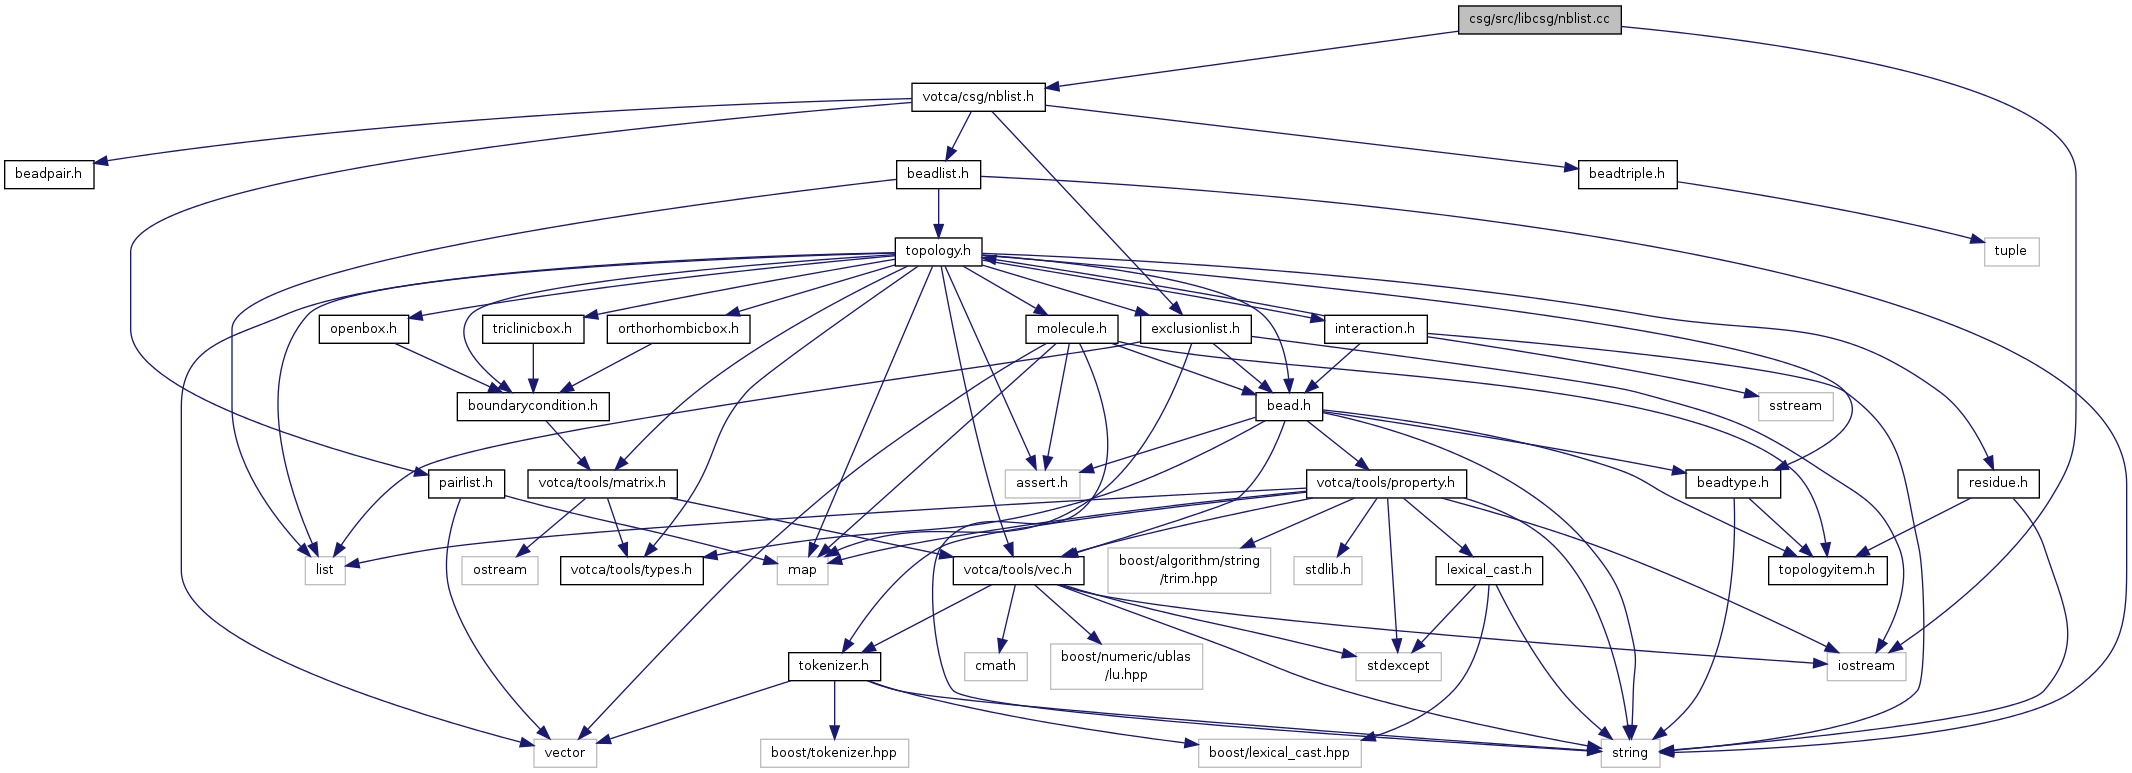 csg/src/libcsg/nblist.cc
votca/csg/nblist.h
beadpair.h
beadlist.h
beadtriple.h
topology.h
tuple
openbox.h
triclinicbox.h
orthorhombicbox.h
molecule.h
exclusionlist.h
interaction.h
boundarycondition.h
bead.h
sstream
pairlist.h
votca/tools/matrix.h
assert.h
votca/tools/property.h
beadtype.h
residue.h
list
ostream
votca/tools/types.h
map
votca/tools/vec.h
boost/algorithm/string
/trim.hpp
stdlib.h
lexical_cast.h
topologyitem.h
tokenizer.h
cmath
boost/numeric/ublas
/lu.hpp
stdexcept
iostream
vector
boost/tokenizer.hpp
boost/lexical_cast.hpp
string